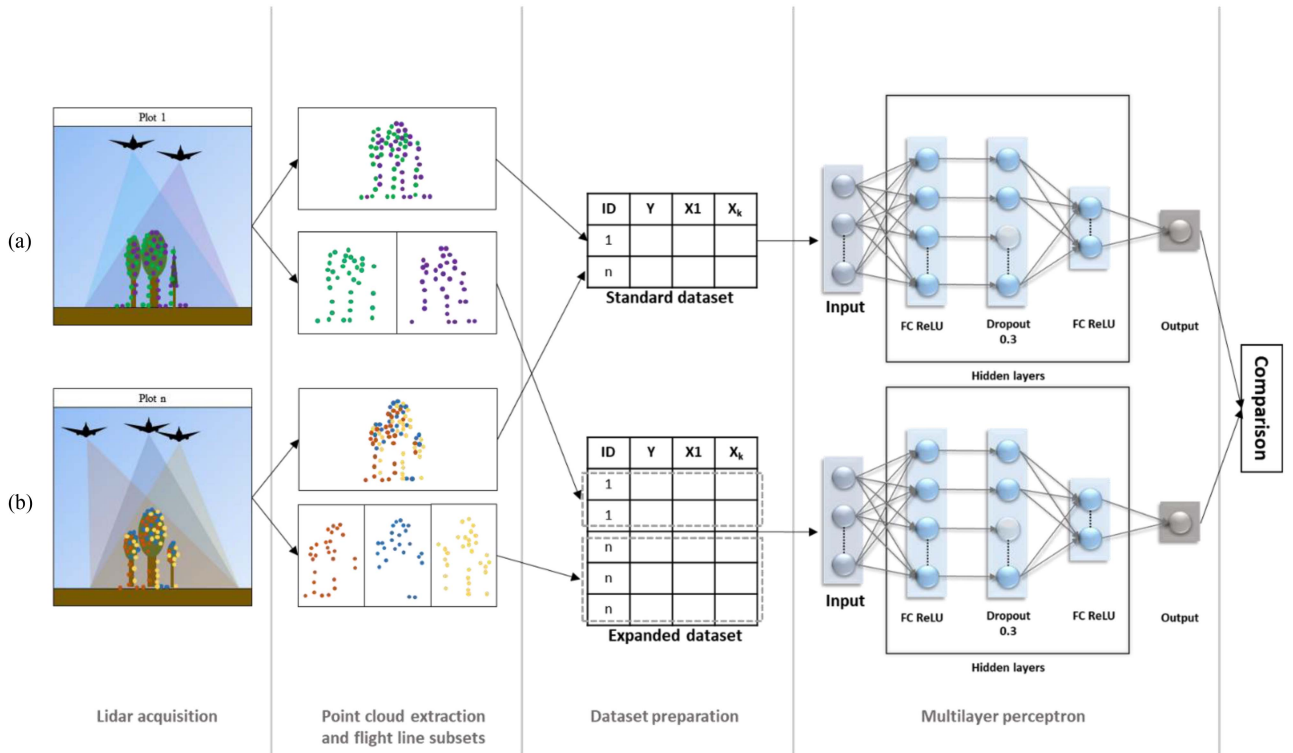 Plot 1
(a)
ID Y X1 Xk
1
n
Standard dataset
Input
FC ReLU
Dropout
0.3
FC ReLU
Output
Hidden layers
Comparison
Plot n
(b)
ID Y X1 Xk
1
1
n
n
n
Expanded dataset
Input
FC ReLU
Dropout
0.3
FC ReLU
Output
Hidden layers
Lidar acquisition
Point cloud extraction
and flight line subsets
Dataset preparation
Multilayer perceptron